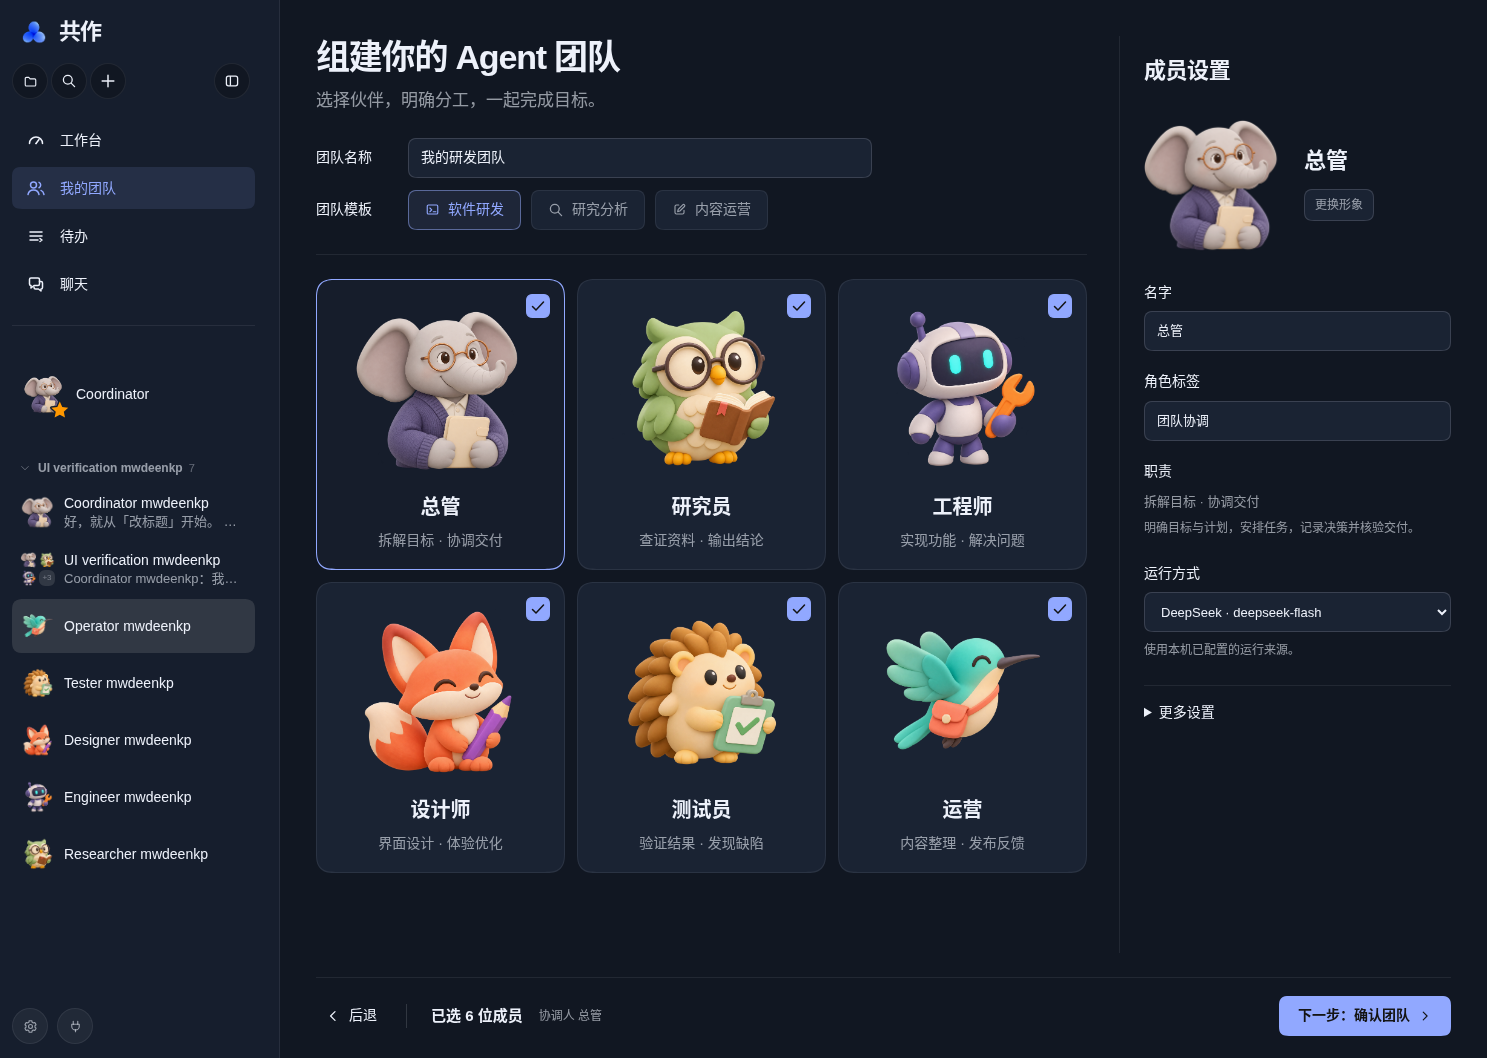 共作
工作台
我的团队
待办
聊天
Coordinator
UI verification mwdeenkp 7
Coordinator mwdeenkp
好，就从「改标题」开始。 …
UI verification mwdeenkp
+3
Coordinator mwdeenkp：我…
Operator mwdeenkp
Tester mwdeenkp
Designer mwdeenkp
Engineer mwdeenkp
Researcher mwdeenkp
组建你的 Agent 团队
选择伙伴，明确分工，一起完成目标。
团队名称
我的研发团队
团队模板
软件研发
研究分析
内容运营
总管
拆解目标 · 协调交付
研究员
查证资料 · 输出结论
工程师
实现功能 · 解决问题
设计师
界面设计 · 体验优化
测试员
验证结果 · 发现缺陷
运营
内容整理 · 发布反馈
成员设置
总管
更换形象
名字
总管
角色标签
团队协调
职责
拆解目标 · 协调交付
明确目标与计划，安排任务，记录决策并核验交付。
运行方式
DeepSeek · deepseek-flash
使用本机已配置的运行来源。
更多设置
后退
已选 6 位成员
协调人 总管
下一步：确认团队